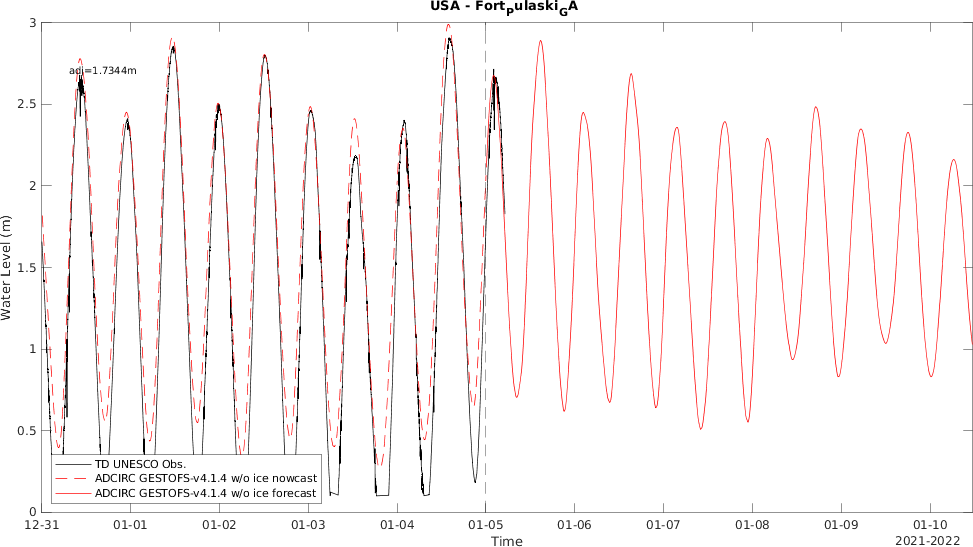 USA - FortPulaskiGA
3
adj=1.7344m
2.5
2
1.5
1
0.5
0
Water Level (m)
TD UNESCO Obs.
ADCIRC GESTOFS-v4.1.4 w/o ice nowcast
ADCIRC GESTOFS-v4.1.4 w/o ice forecast
12-31 01-01 01-02 01-03 01-04 01-05 01-06 01-07 01-08 01-09 01-10
Time
2021-2022